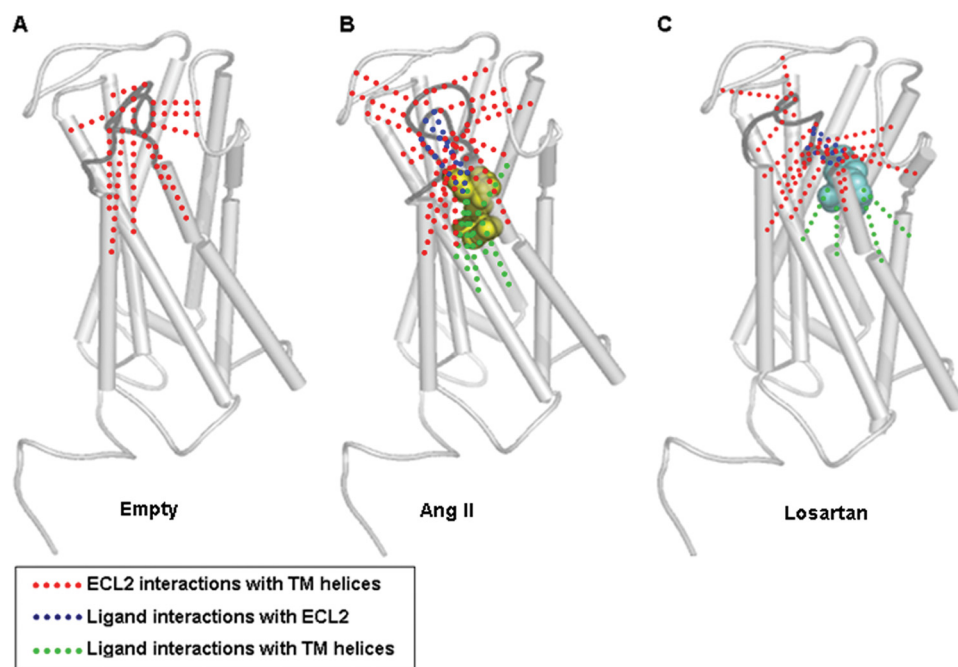 A
B
C
Empty
Ang II
Losartan
ECL2 interactions with TM helices
Ligand interactions with ECL2
Ligand interactions with TM helices